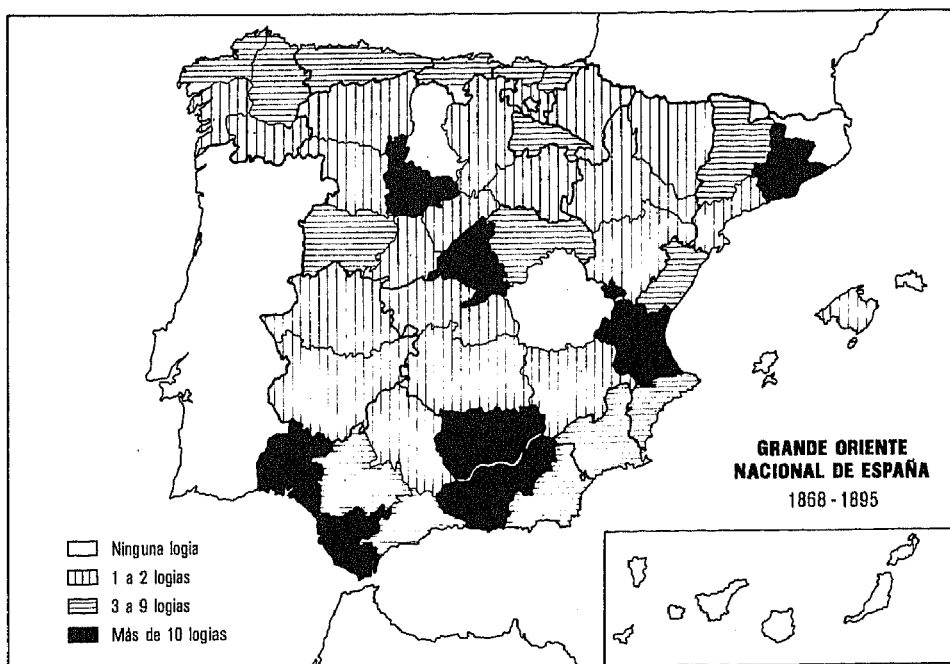 GRANDE ORIENTE
NACIONAL DE ESPAÑA
1868 - 1895
Ninguna logia
1 a 2 logias
3 a 9 logias
Más de 10 logias